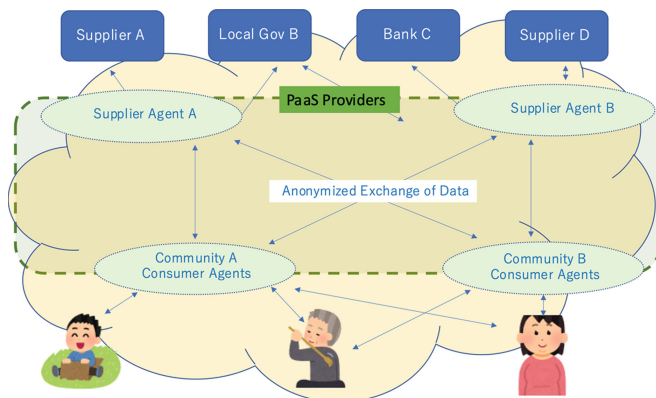 Supplier A
Local Gov B
Bank C
Supplier D
PaaS Providers
Supplier Agent A
Supplier Agent B
Anonymized Exchange of Data
Community A
Consumer Agents
Community B
Consumer Agents